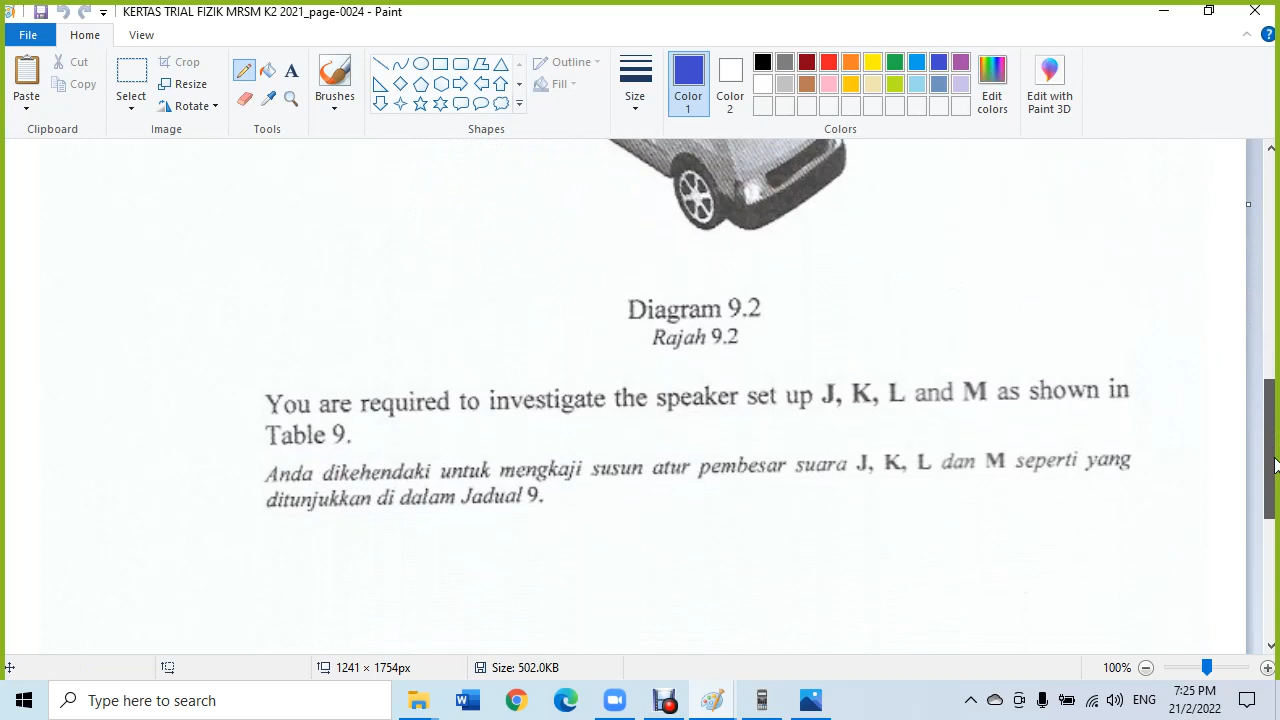 KERTAS TRIAL FIZIK MRSM K2 2021_page-0024 - Paint
File Home View
Paste
Cut
Copy
Clipboard
Select
Crop
Resize
Rotate
Image
Tools
Brushes
Shapes
Outline
Fill
Size
Color 1
Color 2
Colors
Edit colors
Edit with Paint 3D
Diagram 9.2
Rajah 9.2
You are required to investigate the speaker set up J, K, L and M as shown in
Table 9.
Anda dikehendaki untuk mengkaji susun atur pembesar suara J, K, L dan M seperti yang
ditunjukkan di dalam Jadual 9.
1241 × 1754px
Size: 502.0KB
100%
Type here to search
ENG
7:25 PM
21/2/2022